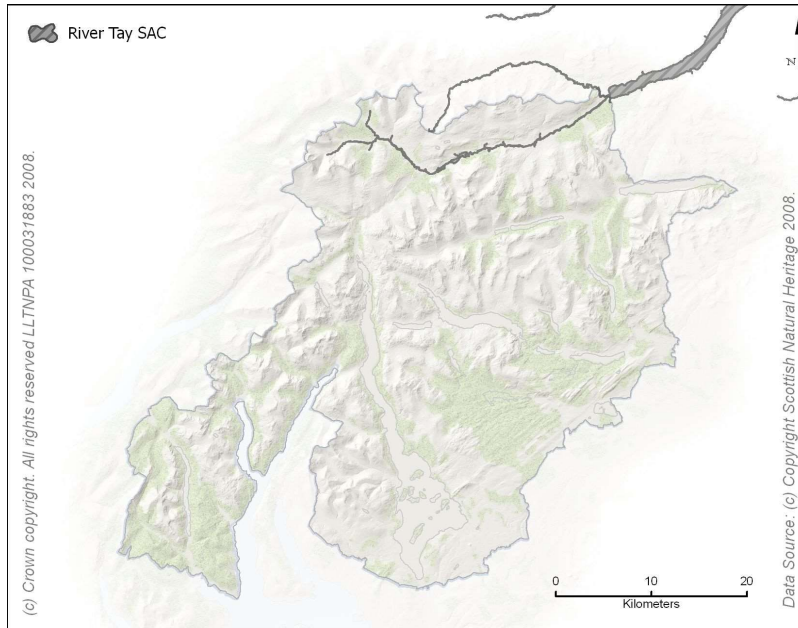 River Tay SAC
N
(c) Crown copyright. All rights reserved LLTNPA 100031883 2008.
Data Source: (c) Copyright Scottish Natural Heritage 2008.
0 10 20
Kilometers